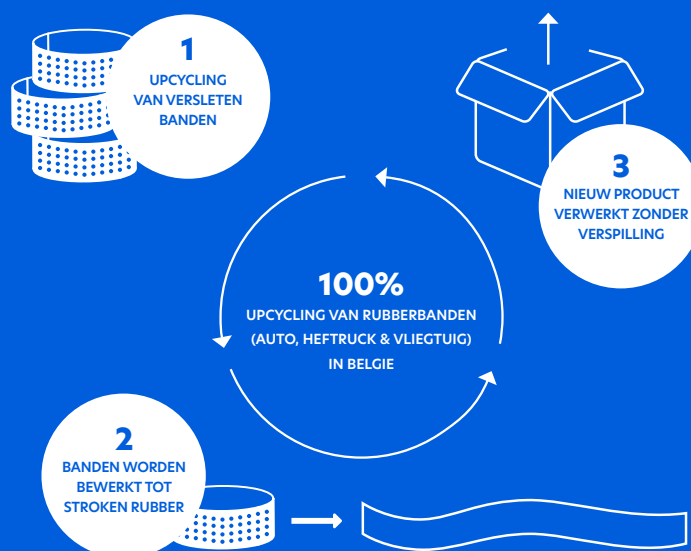 1
UPCYCLING
VAN VERSLETEN
BANDEN
3
NIEUW PRODUCT
VERWERKT ZONDER
VERSPILLING
100%
UPCYCLING VAN RUBBERBANDEN
(AUTO, HEFTRUCK & VLIEGTUIG)
IN BELGIE
2
BANDEN WORDEN
BEWERKT TOT
STROKEN RUBBER